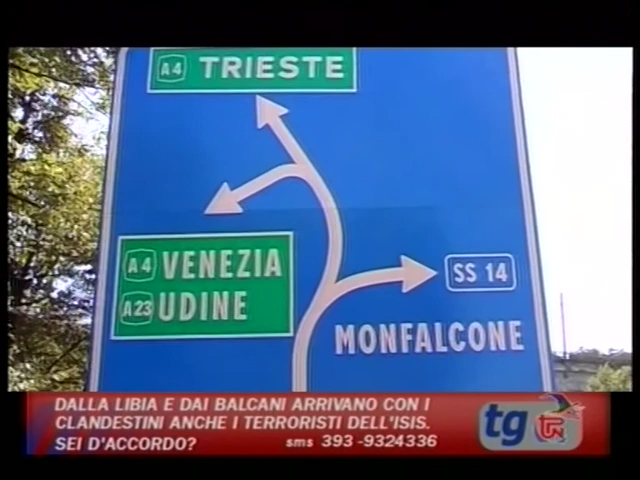 A4 TRIESTE
A4 VENEZIA
A23 UDINE
SS 14
MONFALCONE
DALLA LIBIA E DAI BALCANI ARRIVANO CON I
CLANDESTINI ANCHE I TERRORISTI DELL'ISIS.
SEI D'ACCORDO? sms 393 -9324336
tg